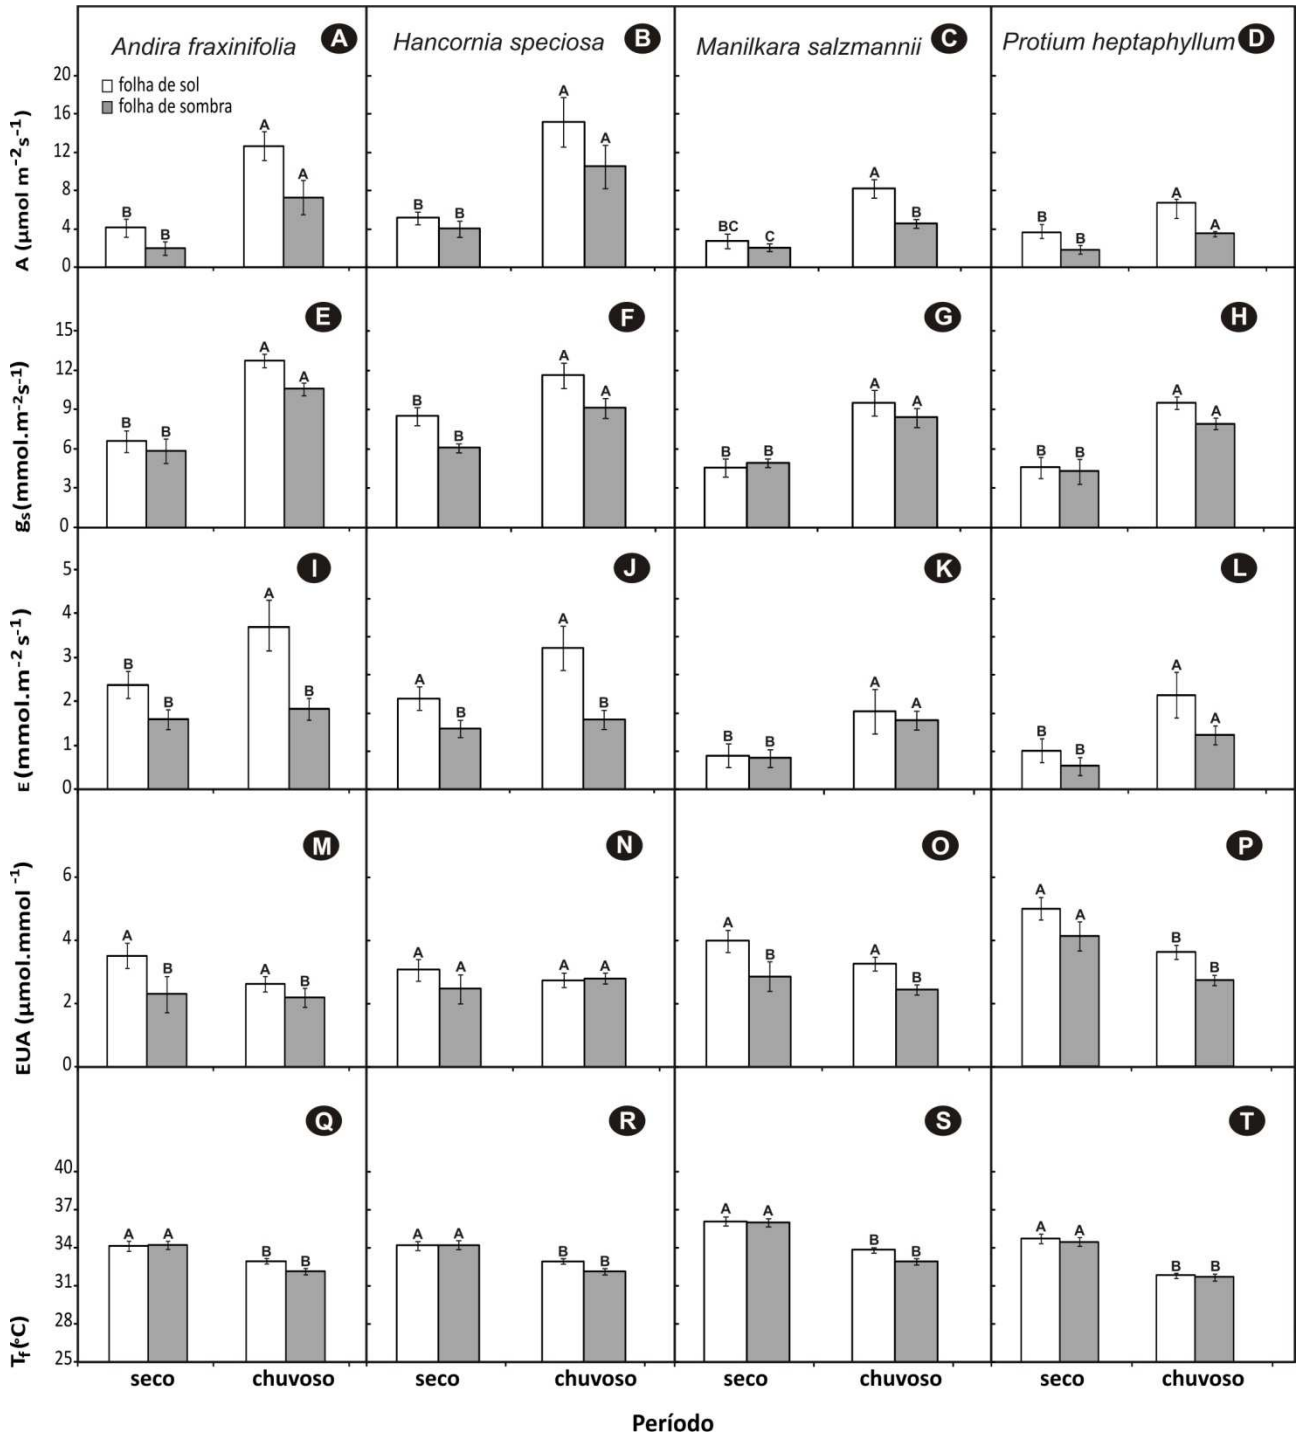 Andira fraxinifolia A Hancornia speciosa B Manilkara salzmannii C Protium heptaphyllum D
folha de sol
folha de sombra
A (µmol m⁻²s⁻¹)
20
16
12
8
4
0
B B A A
B B A A
BC C A B
B B A A
E F G H
gs(mmol.m⁻²s⁻¹)
15
12
9
6
3
0
B B A A
B B A A
B B A A
B B A A
I J K L
E (mmol.m⁻² s⁻¹)
5
4
3
2
1
0
B B A B
A B A B
B B A A
B B A A
M N O P
EUA (µmol.mmol ⁻¹)
6
4
2
0
A B A B
A A A A
A B A B
A A B B
Q R S T
Tf(°C)
40
37
34
31
28
25
A A B B
A A B B
A A B B
A A B B
seco chuvoso seco chuvoso seco chuvoso seco chuvoso
Período